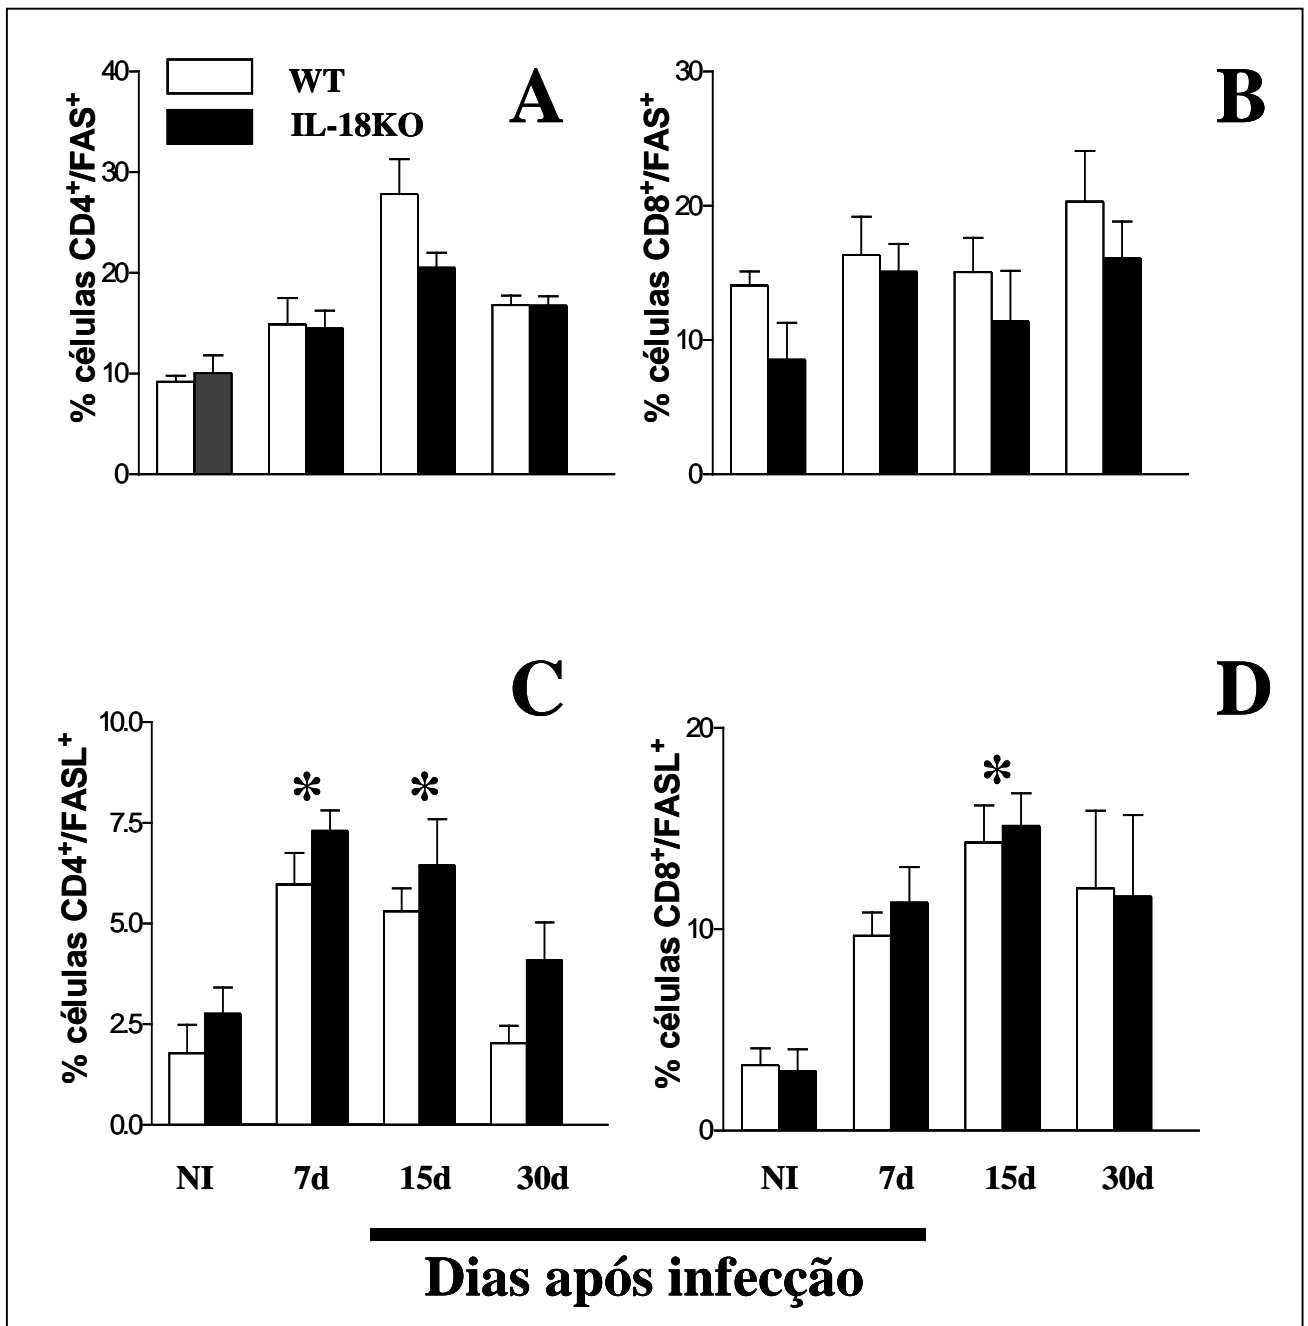 WT
IL-18KO
A
% células CD4+/FAS+
40
30
20
10
0
B
% células CD8+/FAS+
30
20
10
0
C
% células CD4+/FASL+
10.0
7.5
5.0
2.5
0.0
* *
NI 7d 15d 30d
D
% células CD8+/FASL+
20
10
0
*
NI 7d 15d 30d
Dias após infecção